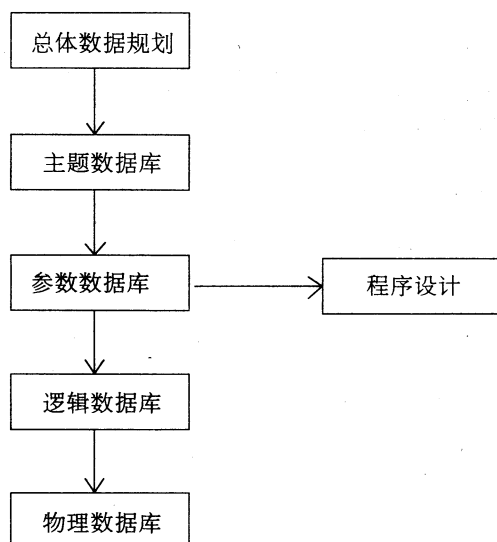 总体数据规划
主题数据库
参数数据库
程序设计
逻辑数据库
物理数据库